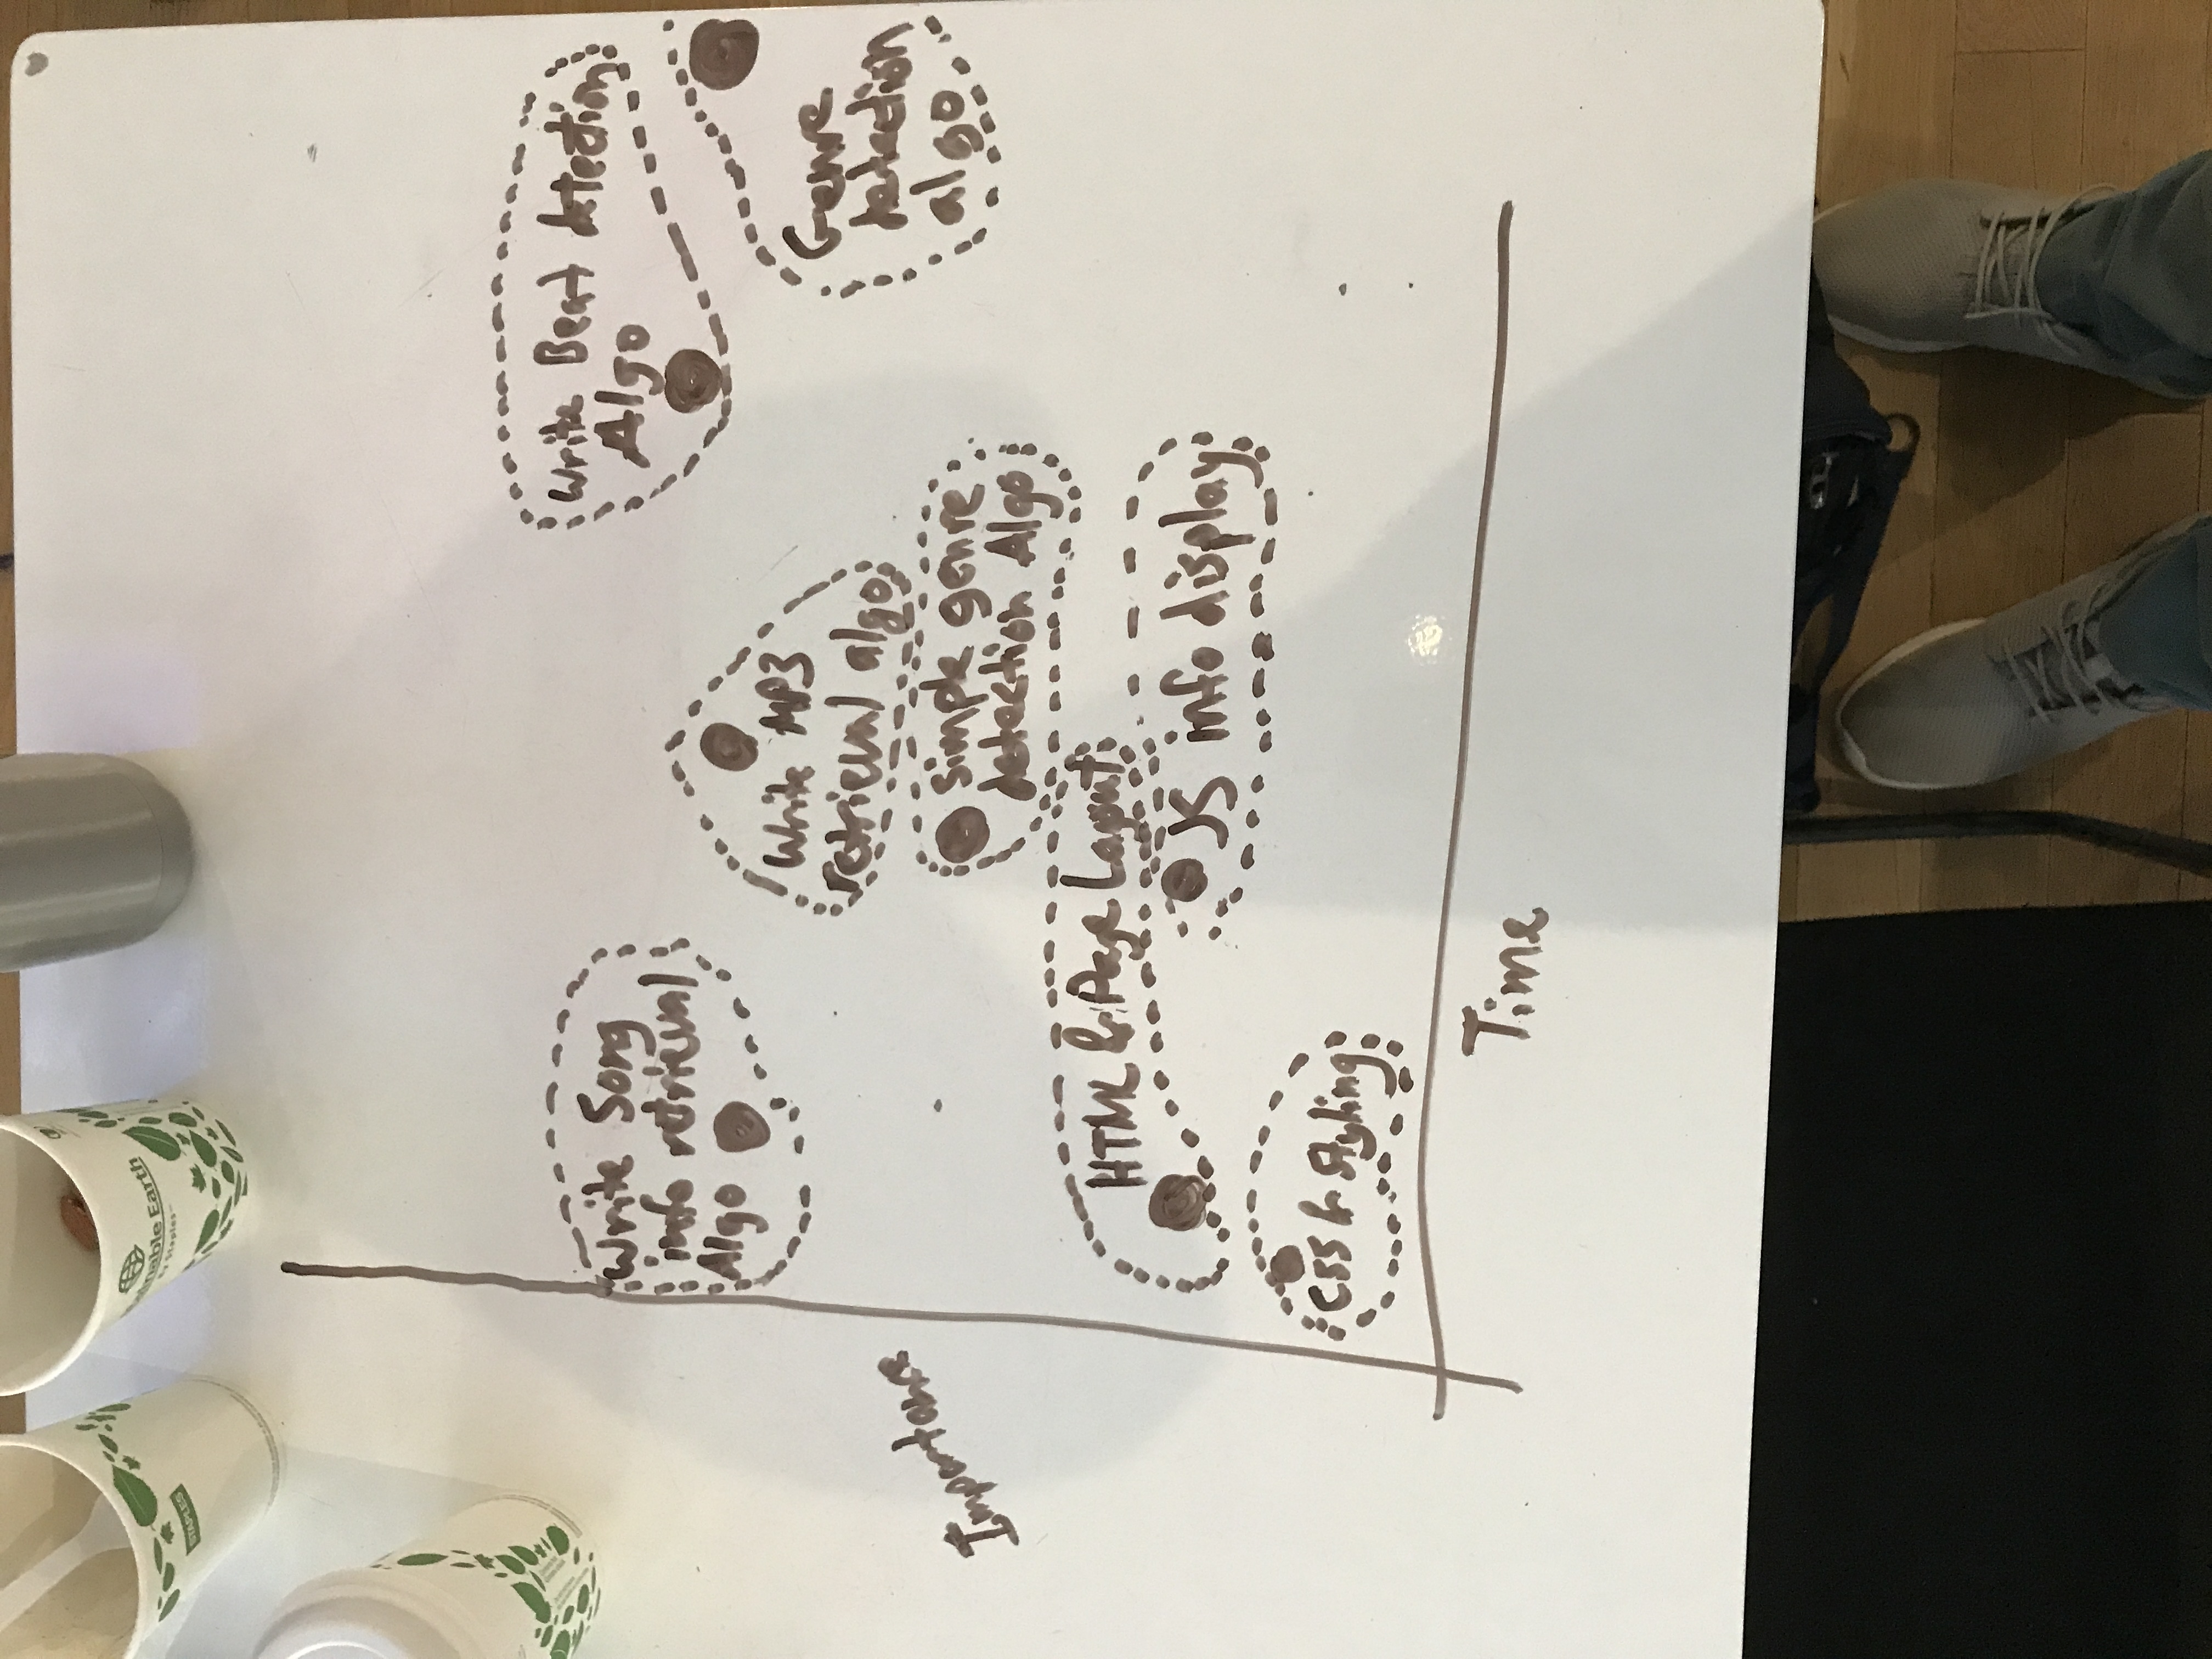 STAPLES
nable Earth
by Staples
Write Song
info retrieval
Algo
Write Beat detection
Algo
Write MP3
retrieval algo
Genre
detection
algo
Simple genre
detection Algo
HTML & Page Layout
JS info display
CSS & Styling
Importance
Time